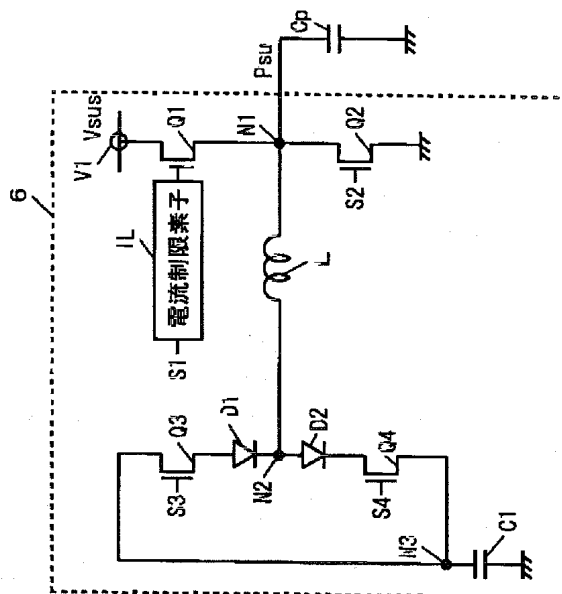 6
V1
Vsus
Q1
IL
電流制限素子
S1
N1
Psu
Cp
Q2
S2
L
Q3
S3
D1
N2
D2
Q4
S4
N3
C1